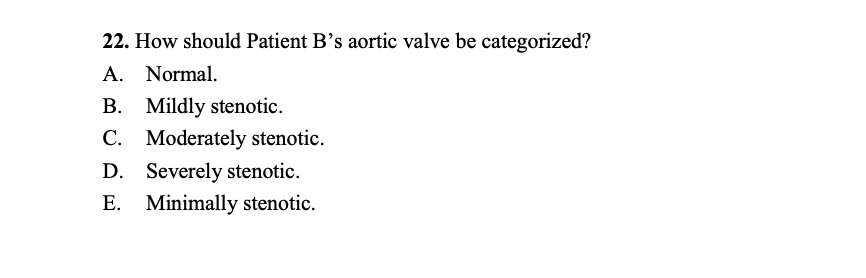 22. How should Patient B’s aortic valve be categorized?
A. Normal.
B. Mildly stenotic.
C. Moderately stenotic.
D. Severely stenotic.
E. Minimally stenotic.